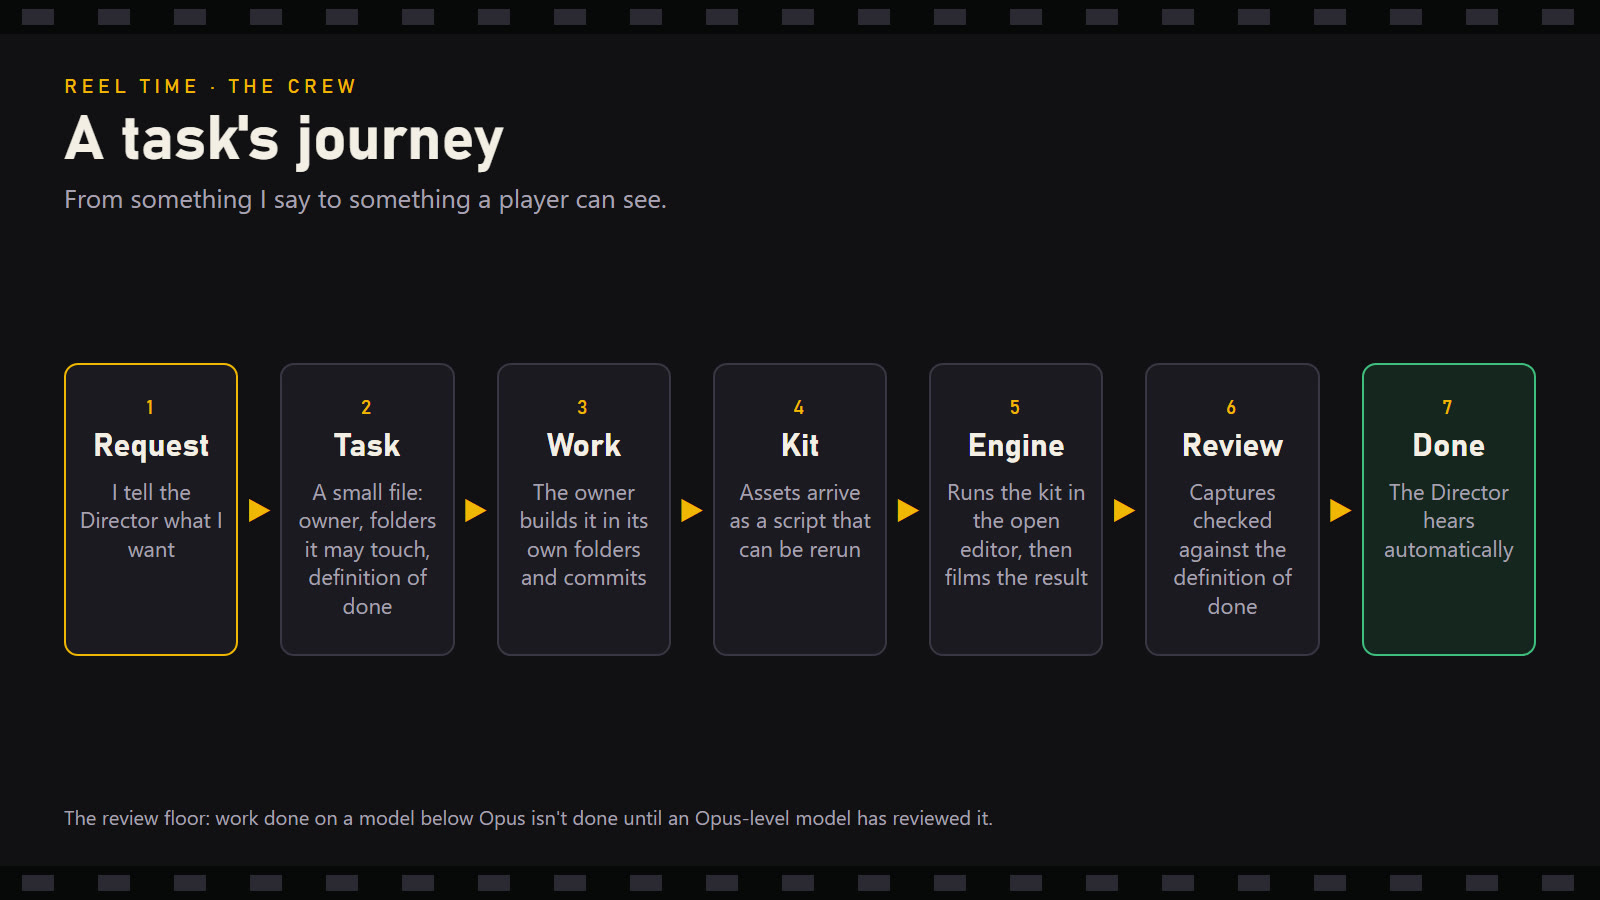 REEL TIME · THE CREW
A task's journey
From something I say to something a player can see.
1
Request
I tell the
Director what I
want
2
Task
A small file:
owner, folders
it may touch,
definition of
done
3
Work
The owner
builds it in its
own folders
and commits
4
Kit
Assets arrive
as a script that
can be rerun
5
Engine
Runs the kit in
the open
editor, then
films the result
6
Review
Captures
checked
against the
definition of
done
7
Done
The Director
hears
automatically
The review floor: work done on a model below Opus isn't done until an Opus-level model has reviewed it.